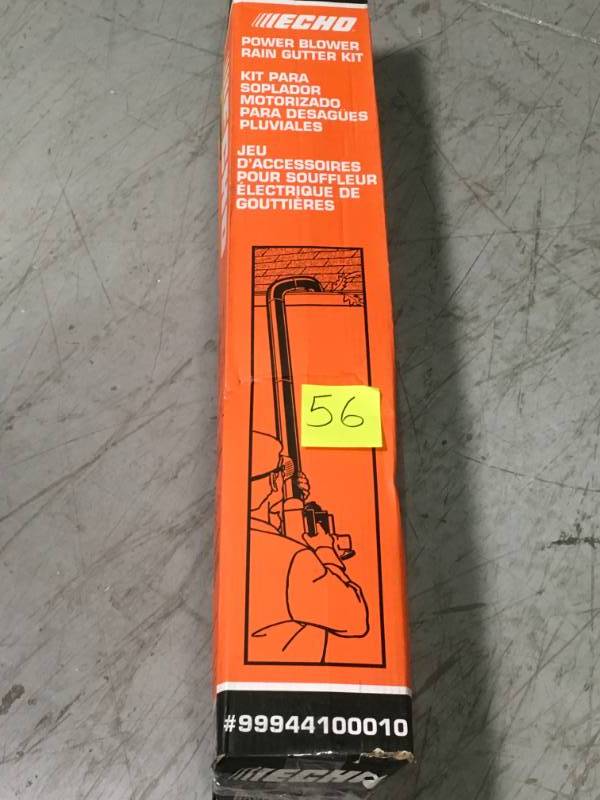 ECHO
POWER BLOWER
RAIN GUTTER KIT
KIT PARA
SOPLADOR
MOTORIZADO
PARA DESAGÜES
PLUVIALES
JEU
D'ACCESSOIRES
POUR SOUFFLEUR
ÉLECTRIQUE DE
GOUTTIÈRES
56
#99944100010
ECHO